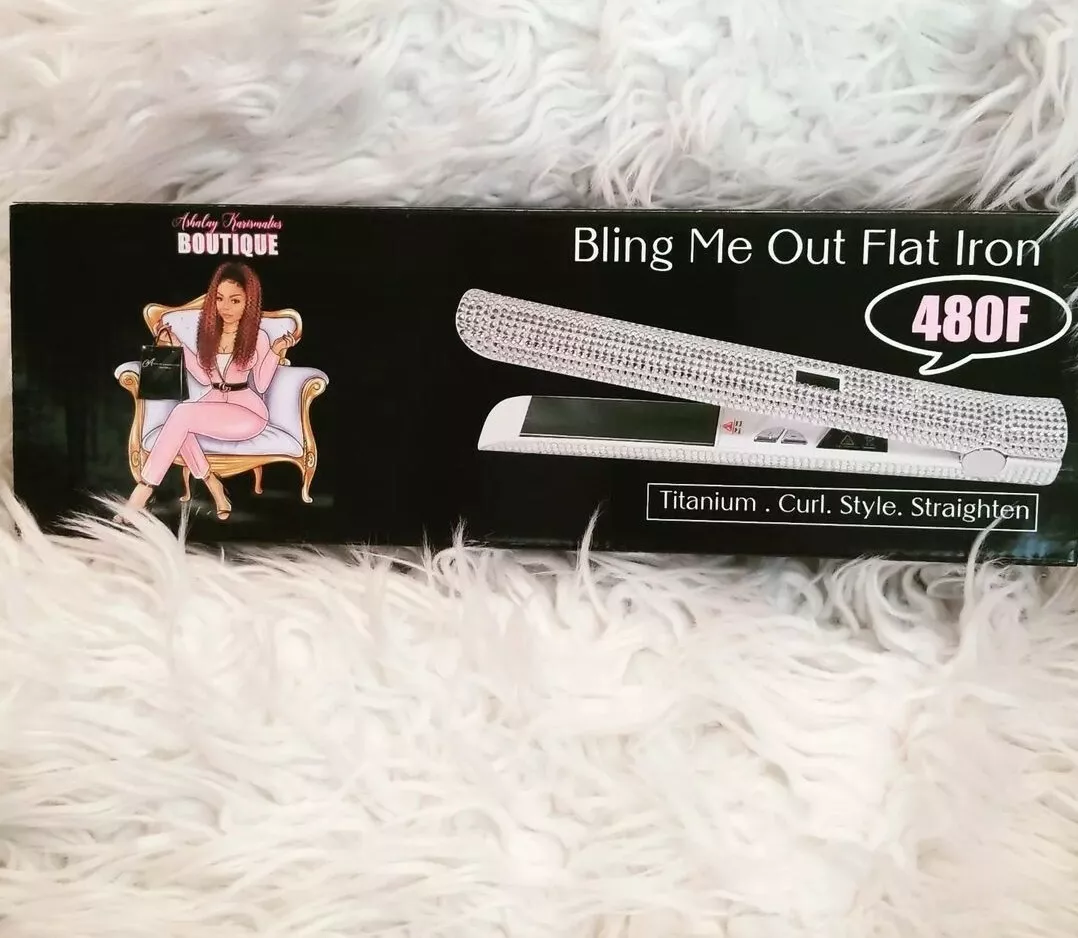 Ashalay Karismatics
BOUTIQUE
Bling Me Out Flat Iron
480F
Titanium . Curl. Style. Straighten